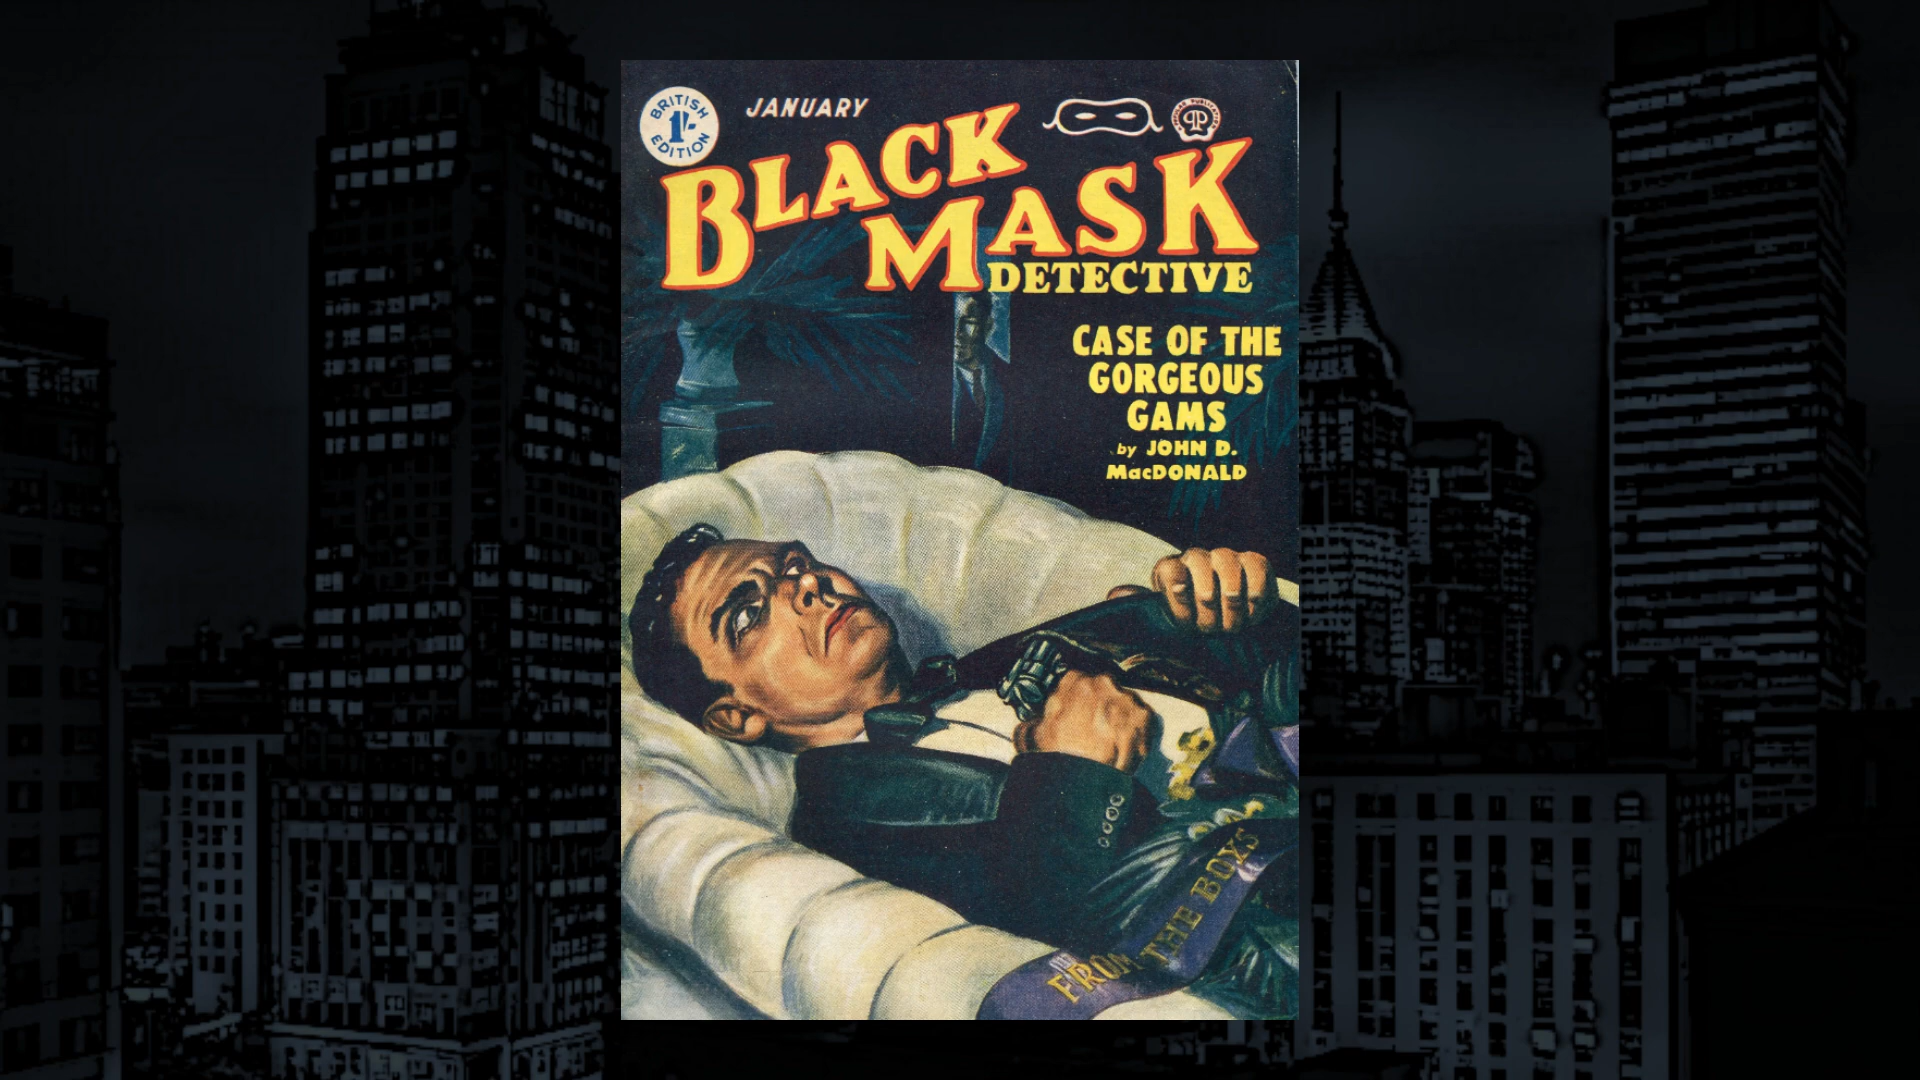 JANUARY
BRITISH
1/-
EDITION
BLACK
MASK
DETECTIVE
CASE OF THE
GORGEOUS
GAMS
by JOHN D.
MacDONALD
FROM THE BOYS